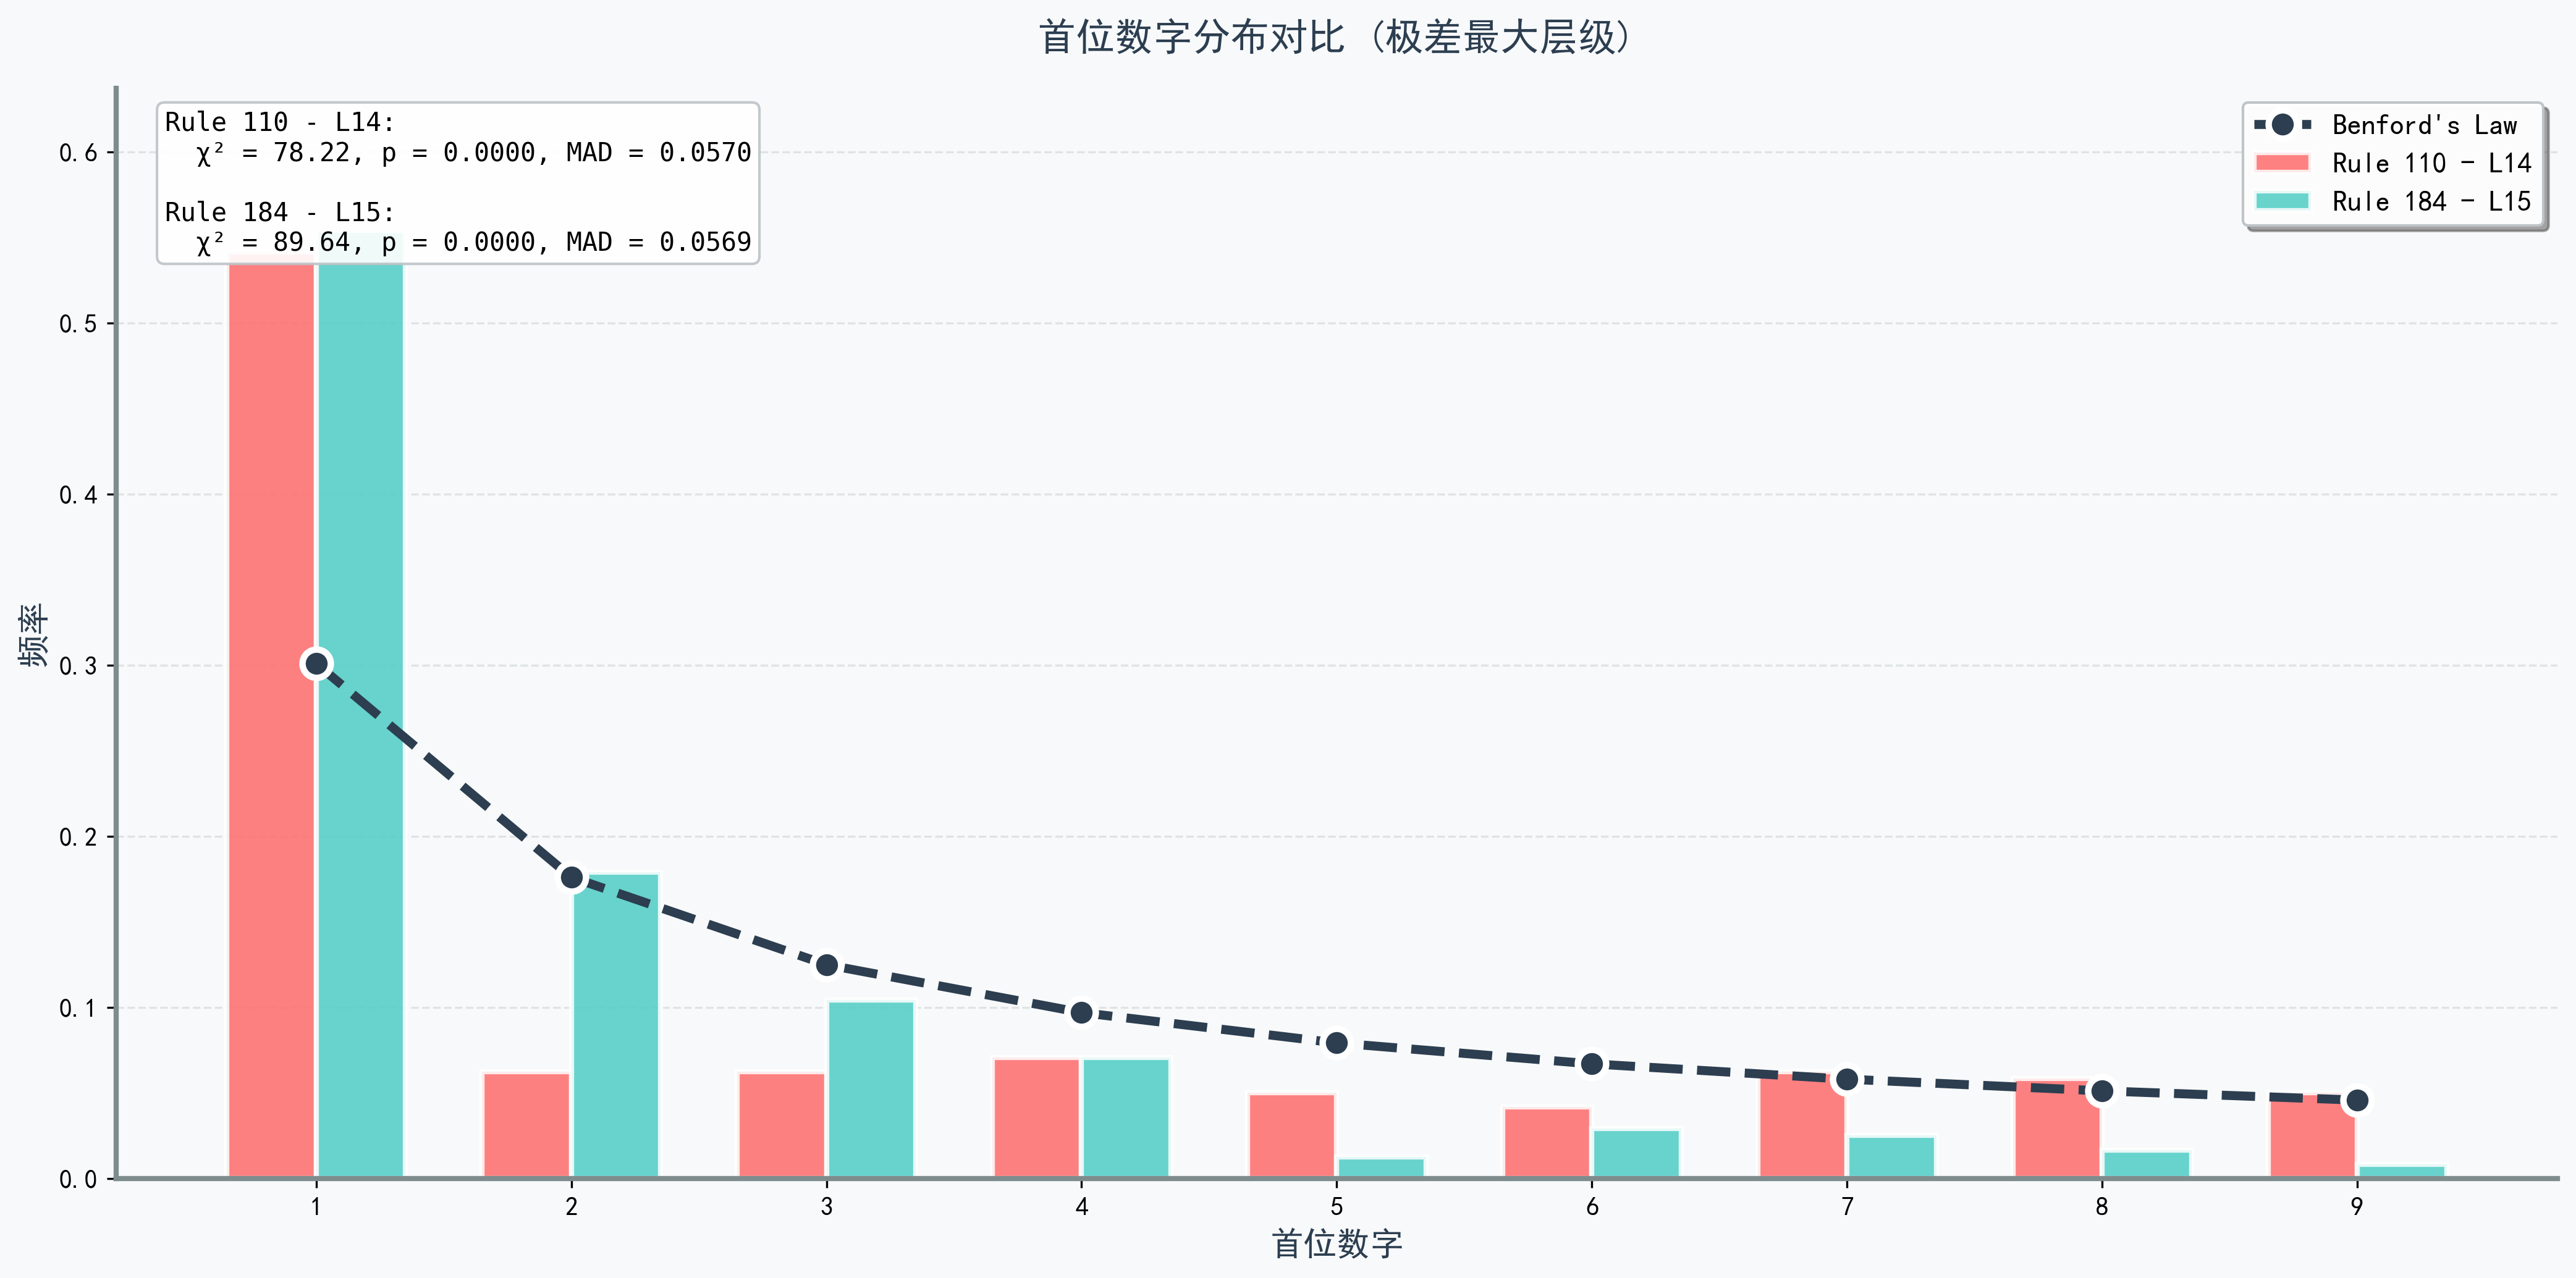 首位数字分布对比 (极差最大层级)
Rule 110 - L14:
χ² = 78.22, p = 0.0000, MAD = 0.0570
Rule 184 - L15:
χ² = 89.64, p = 0.0000, MAD = 0.0569
Benford's Law
Rule 110 - L14
Rule 184 - L15
频率
0.6
0.5
0.4
0.3
0.2
0.1
0.0
1 2 3 4 5 6 7 8 9
首位数字